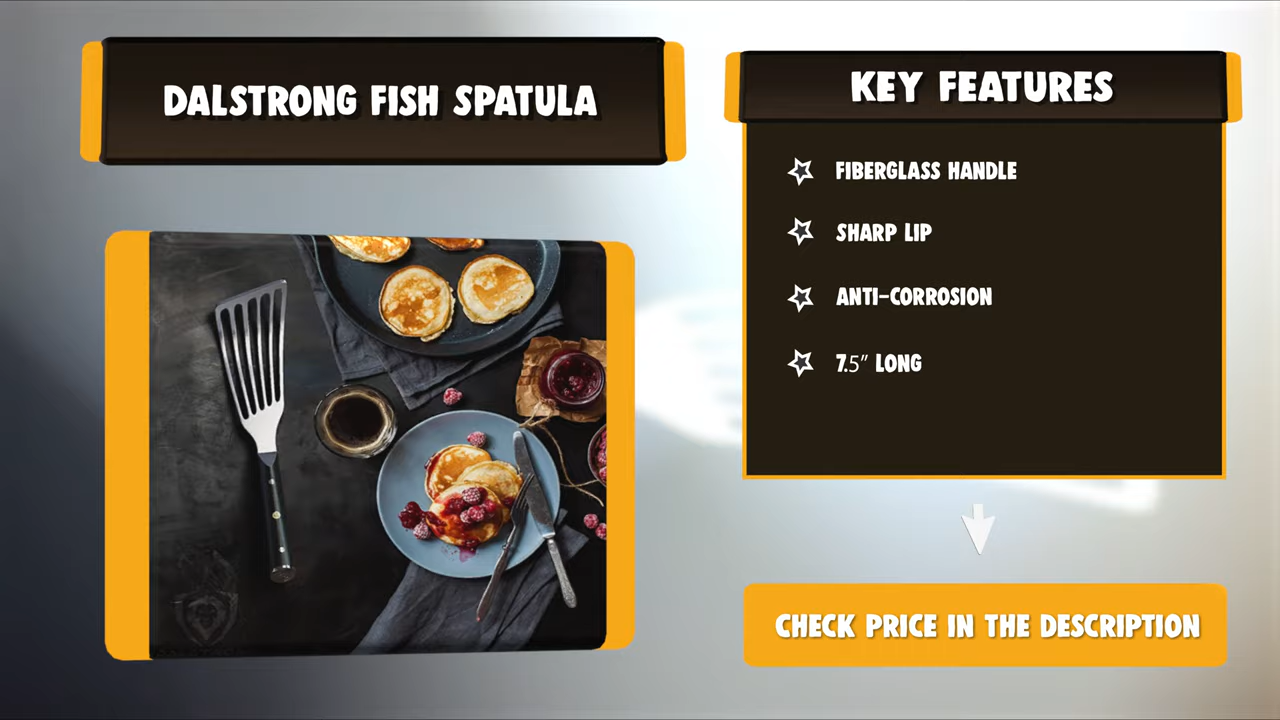 DALSTRONG FISH SPATULA
KEY FEATURES
FIBERGLASS HANDLE
SHARP LIP
ANTI-CORROSION
7.5" LONG
CHECK PRICE IN THE DESCRIPTION